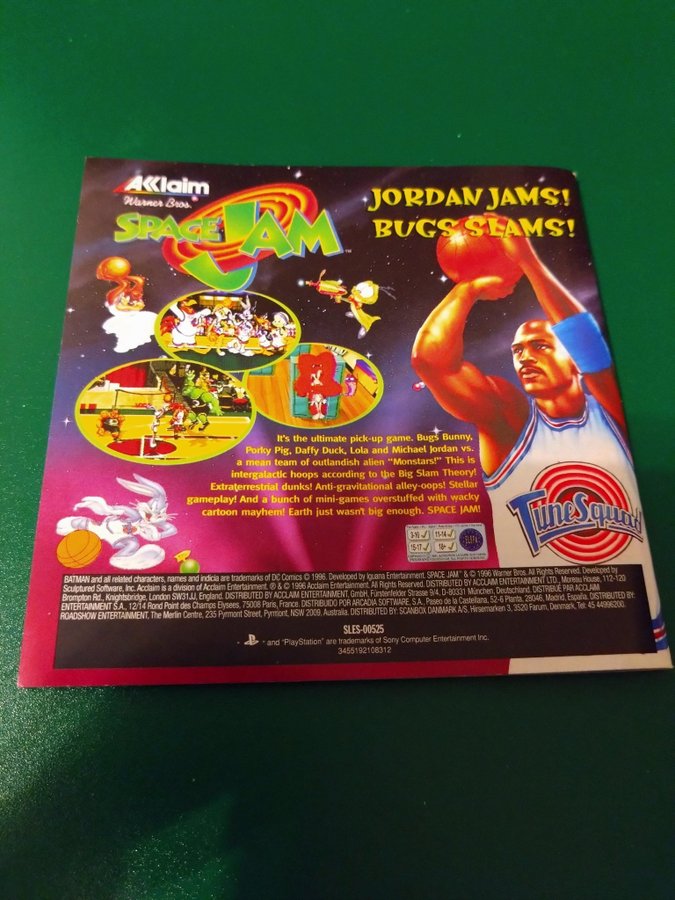 AKlaim
Warner Bros.
SPACE JAM™
JORDAN JAMS!
BUGS SLAMS!
It's the ultimate pick-up game. Bugs Bunny,
Porky Pig, Daffy Duck, Lola and Michael Jordan vs.
a mean team of outlandish alien "Monstars!" This is
intergalactic hoops according to the Big Slam Theory!
Extraterrestrial dunks! Anti-gravitational alley-oops! Stellar
gameplay! And a bunch of mini-games overstuffed with wacky
cartoon mayhem! Earth just wasn't big enough. SPACE JAM!
TuneSquad
3-10 ✓ 11-14 ✓
15-17 ✓ 18+ ✓
ELSPA
BATMAN and all related characters, names and indicia are trademarks of DC Comics © 1996. Developed by Iguana Entertainment. SPACE JAM ™ & © 1996 Warner Bros. All Rights Reserved. Developed by
Sculptured Software, Inc. Acclaim is a division of Acclaim Entertainment. ® & © 1996 Acclaim Entertainment. All Rights Reserved. DISTRIBUTED BY ACCLAIM ENTERTAINMENT LTD., Moreau House, 112-120
Brompton Rd., Knightsbridge, London SW31JJ, England. DISTRIBUTED BY ACCLAIM ENTERTAINMENT, GmbH, Fürstenfelder Strasse 9/4, D-80331 München, Deutschland. DISTRIBUÉ PAR ACCLAIM
ENTERTAINMENT S.A., 12/14 Rond Point des Champs Elysees, 75008 Paris, France. DISTRIBUIDO POR ARCADIA SOFTWARE, S.A., Paseo de la Castellana, 52-6 Planta, 28046, Madrid, España. DISTRIBUTED BY:
ROADSHOW ENTERTAINMENT, The Merlin Centre, 235 Pyrmont Street, Pyrmont, NSW 2009, Australia. DISTRIBUTED BY: SCANBOX DANMARK A/S, Hirsemarken 3, 3520 Farum, Denmark, Tel: 45 44996200.
SLES-00525
and "PlayStation" are trademarks of Sony Computer Entertainment Inc.
3455192108312